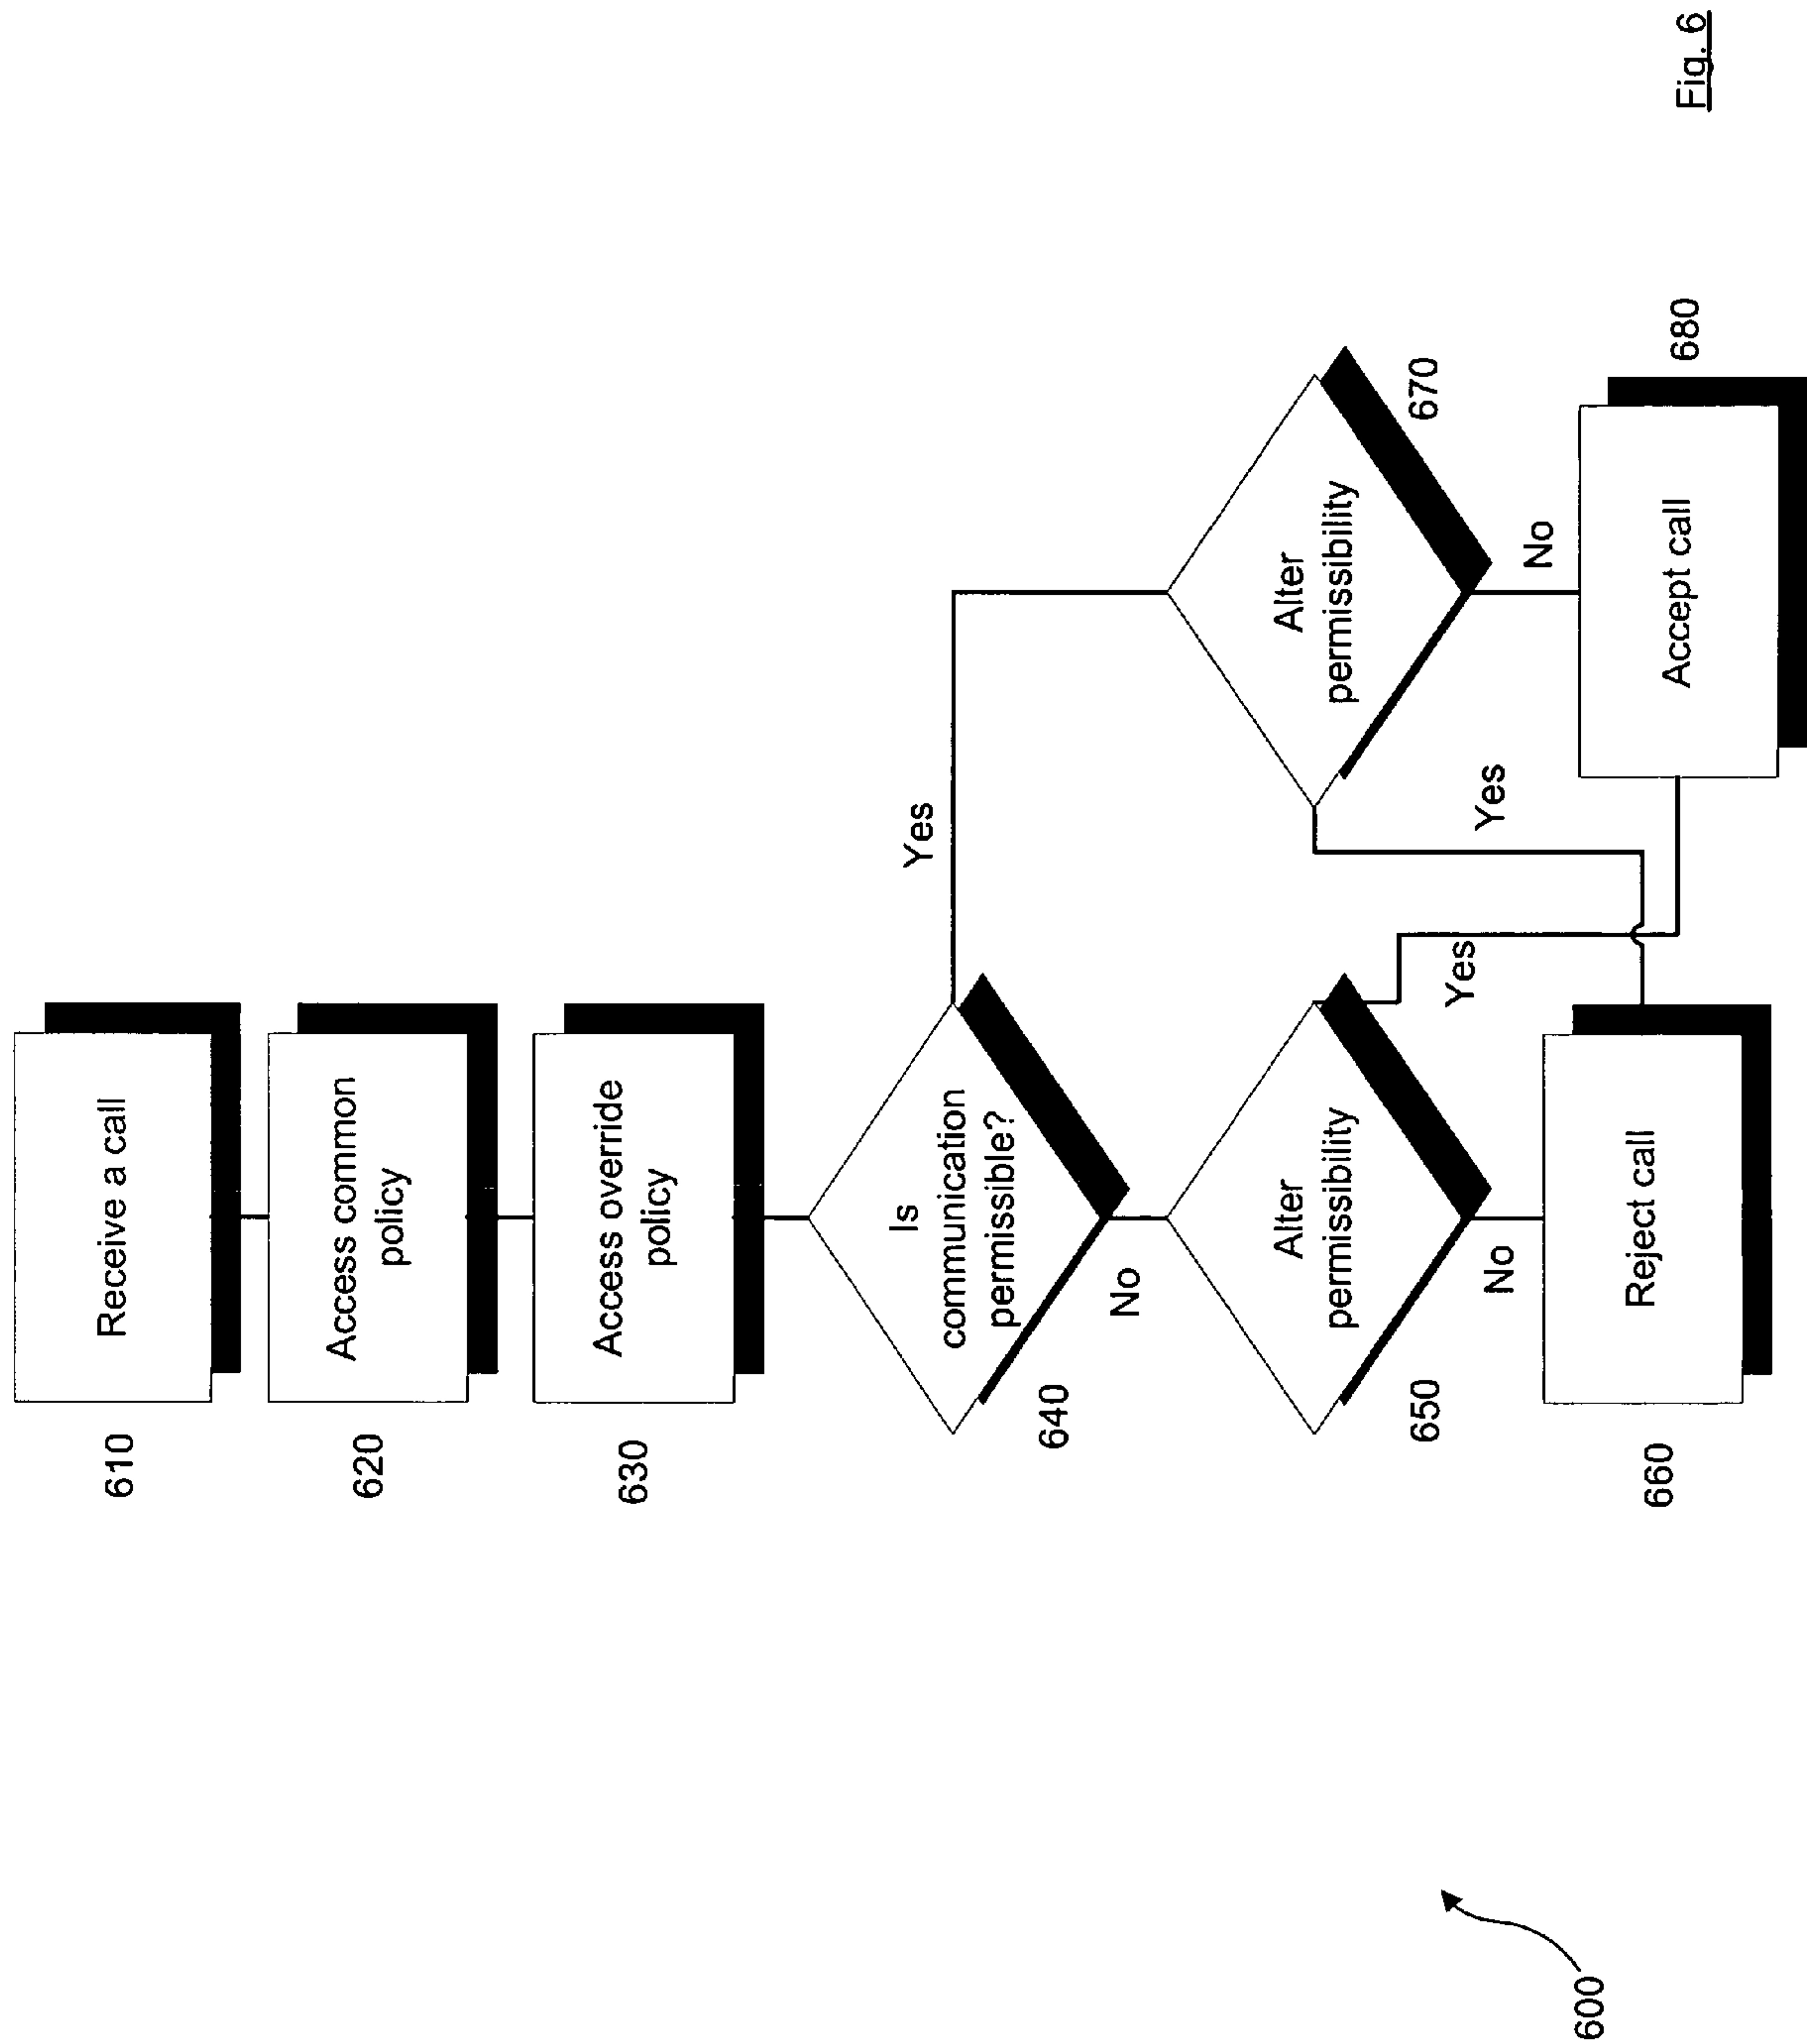 610
Receive a call
620
Access common
policy
630
Access override
policy
640
Is
communication
permissible?
Yes
No
650
Alter
permissibility
Yes
No
660
Reject call
670
Alter
permissibility
Yes
No
680
Accept call
600
Fig. 6